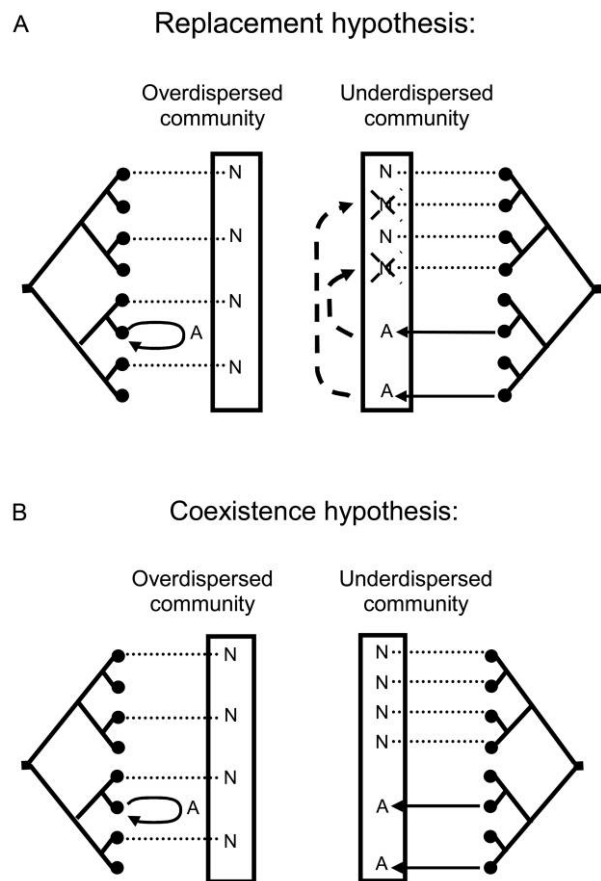 A Replacement hypothesis:
Overdispersed Underdispersed
community community
N N
N
N N
N
N
A A
N
A
B Coexistence hypothesis:
Overdispersed Underdispersed
community community
N N
N
N N
N
N
A A
N
A